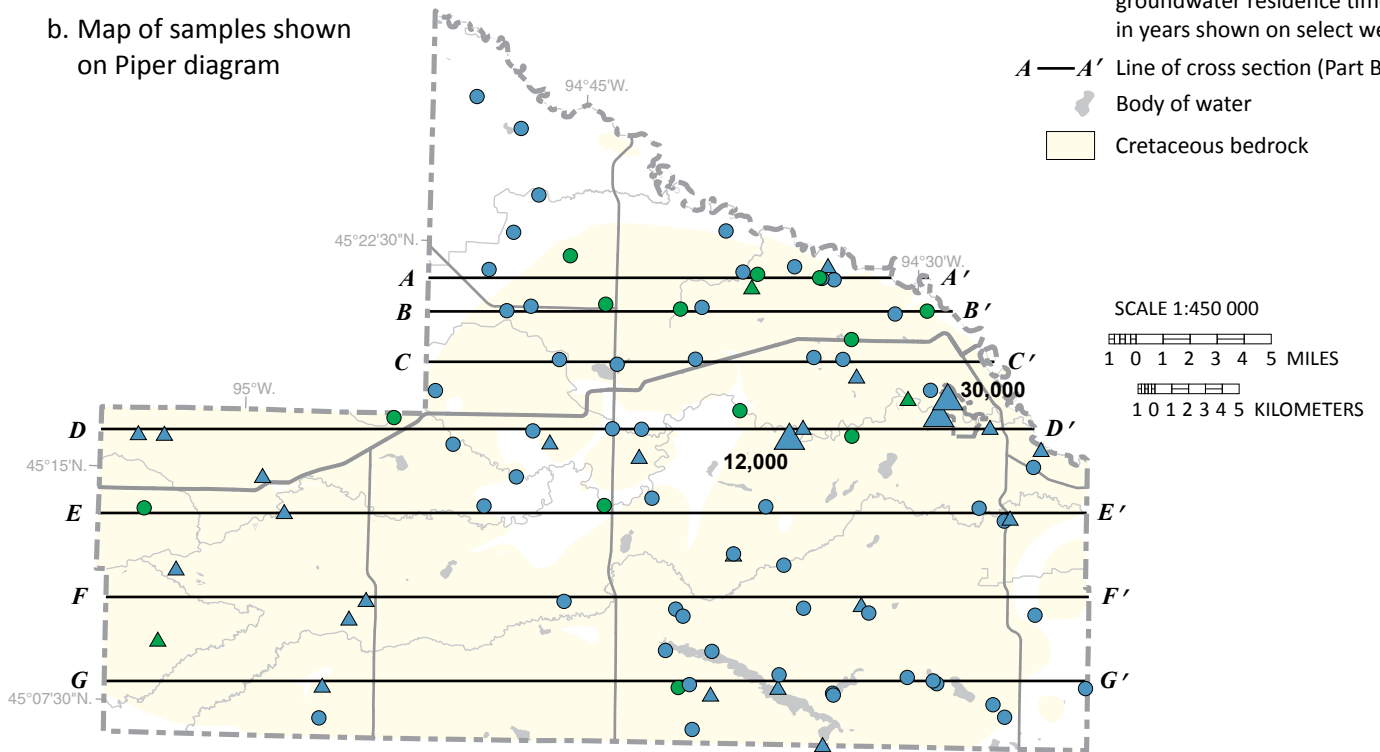 b. Map of samples shown
on Piper diagram
groundwater residence time
in years shown on select we
A A′ Line of cross section (Part B
Body of water
Cretaceous bedrock
94°45'W.
45°22'30"N.
94°30'W.
A A′
B B′
SCALE 1:450 000
1 0 1 2 3 4 5 MILES
1 0 1 2 3 4 5 KILOMETERS
C C′
95°W.
30,000
D D′
12,000
45°15'N.
E E′
F F′
G G′
45°07'30"N.